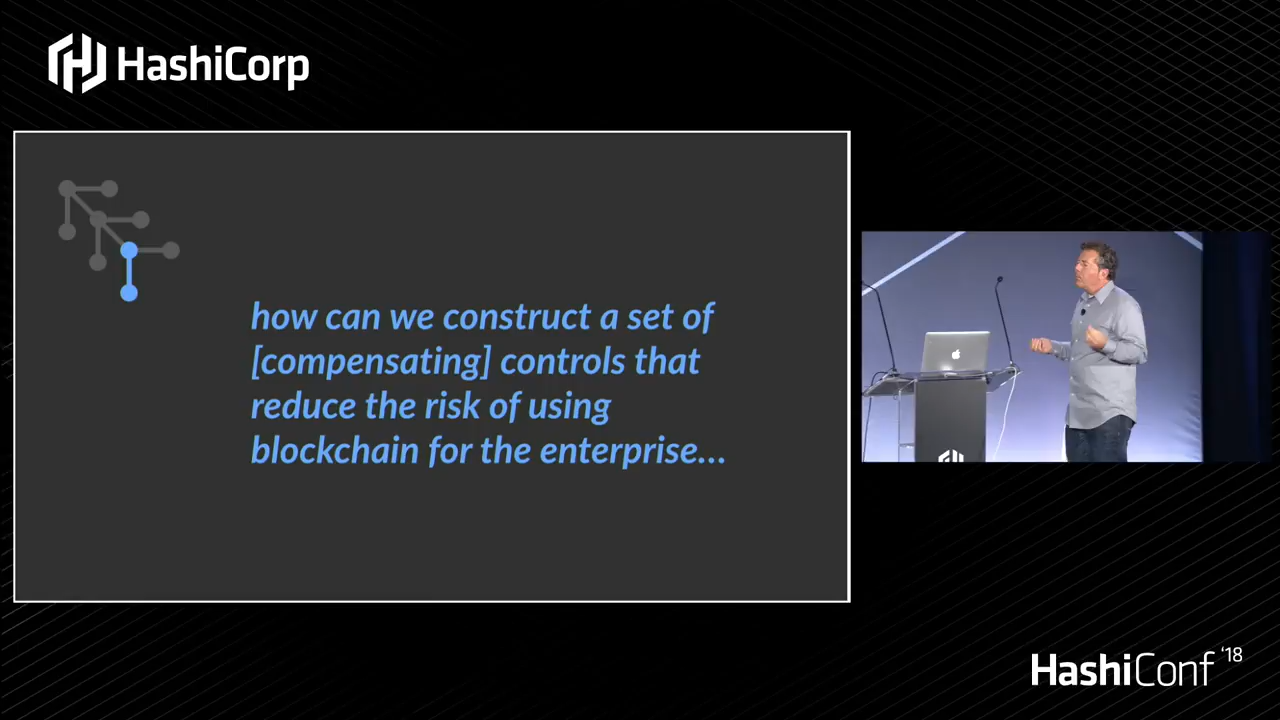 HashiCorp
how can we construct a set of
[compensating] controls that
reduce the risk of using
blockchain for the enterprise...
HashiConf '18